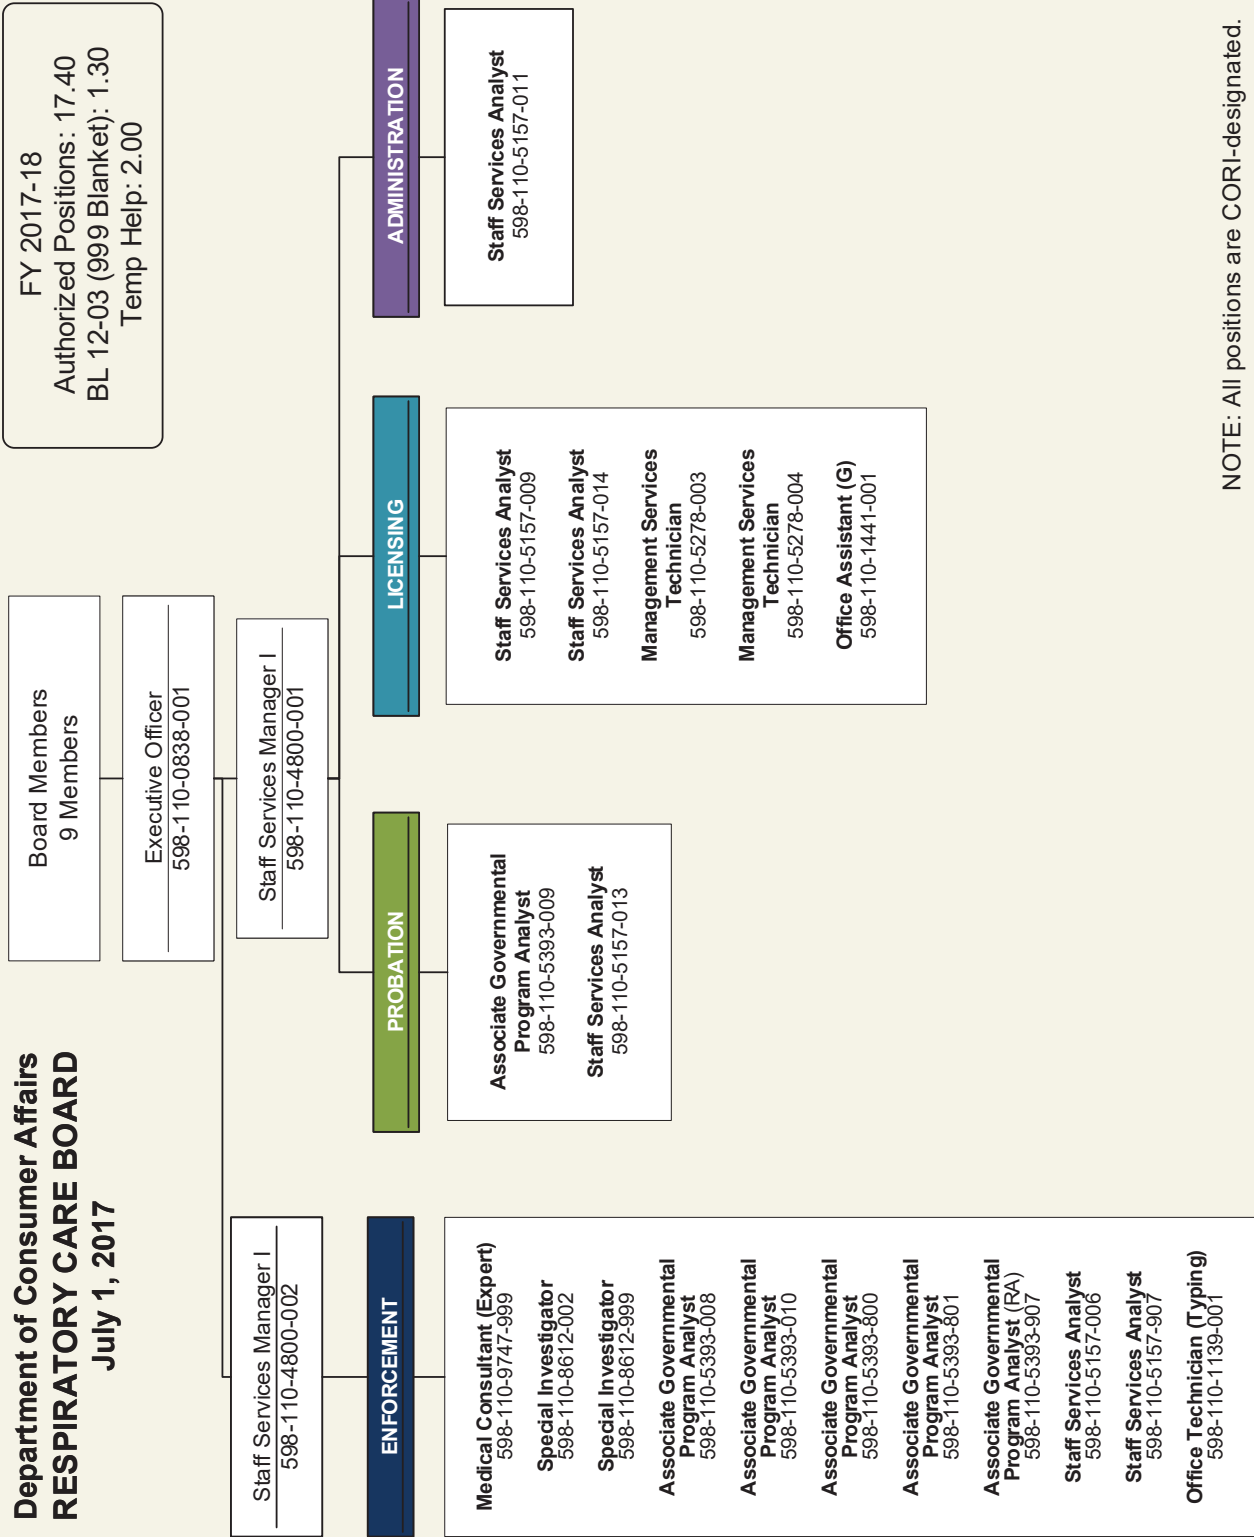 Department of Consumer Affairs
RESPIRATORY CARE BOARD
July 1, 2017
Board Members
9 Members
FY 2017-18
Authorized Positions: 17.40
BL 12-03 (999 Blanket): 1.30
Temp Help: 2.00
Executive Officer
598-110-0838-001
Staff Services Manager I
598-110-4800-002
Staff Services Manager I
598-110-4800-001
ENFORCEMENT
Medical Consultant (Expert)
598-110-9747-999
Special Investigator
598-110-8612-002
Special Investigator
598-110-8612-999
Associate Governmental
Program Analyst
598-110-5393-008
Associate Governmental
Program Analyst
598-110-5393-010
Associate Governmental
Program Analyst
598-110-5393-800
Associate Governmental
Program Analyst
598-110-5393-801
Associate Governmental
Program Analyst (RA)
598-110-5393-907
Staff Services Analyst
598-110-5157-006
Staff Services Analyst
598-110-5157-907
Office Technician (Typing)
598-110-1139-001
PROBATION
Associate Governmental
Program Analyst
598-110-5393-009
Staff Services Analyst
598-110-5157-013
LICENSING
Staff Services Analyst
598-110-5157-009
Staff Services Analyst
598-110-5157-014
Management Services
Technician
598-110-5278-003
Management Services
Technician
598-110-5278-004
Office Assistant (G)
598-110-1441-001
ADMINISTRATION
Staff Services Analyst
598-110-5157-011
NOTE: All positions are CORI-designated.